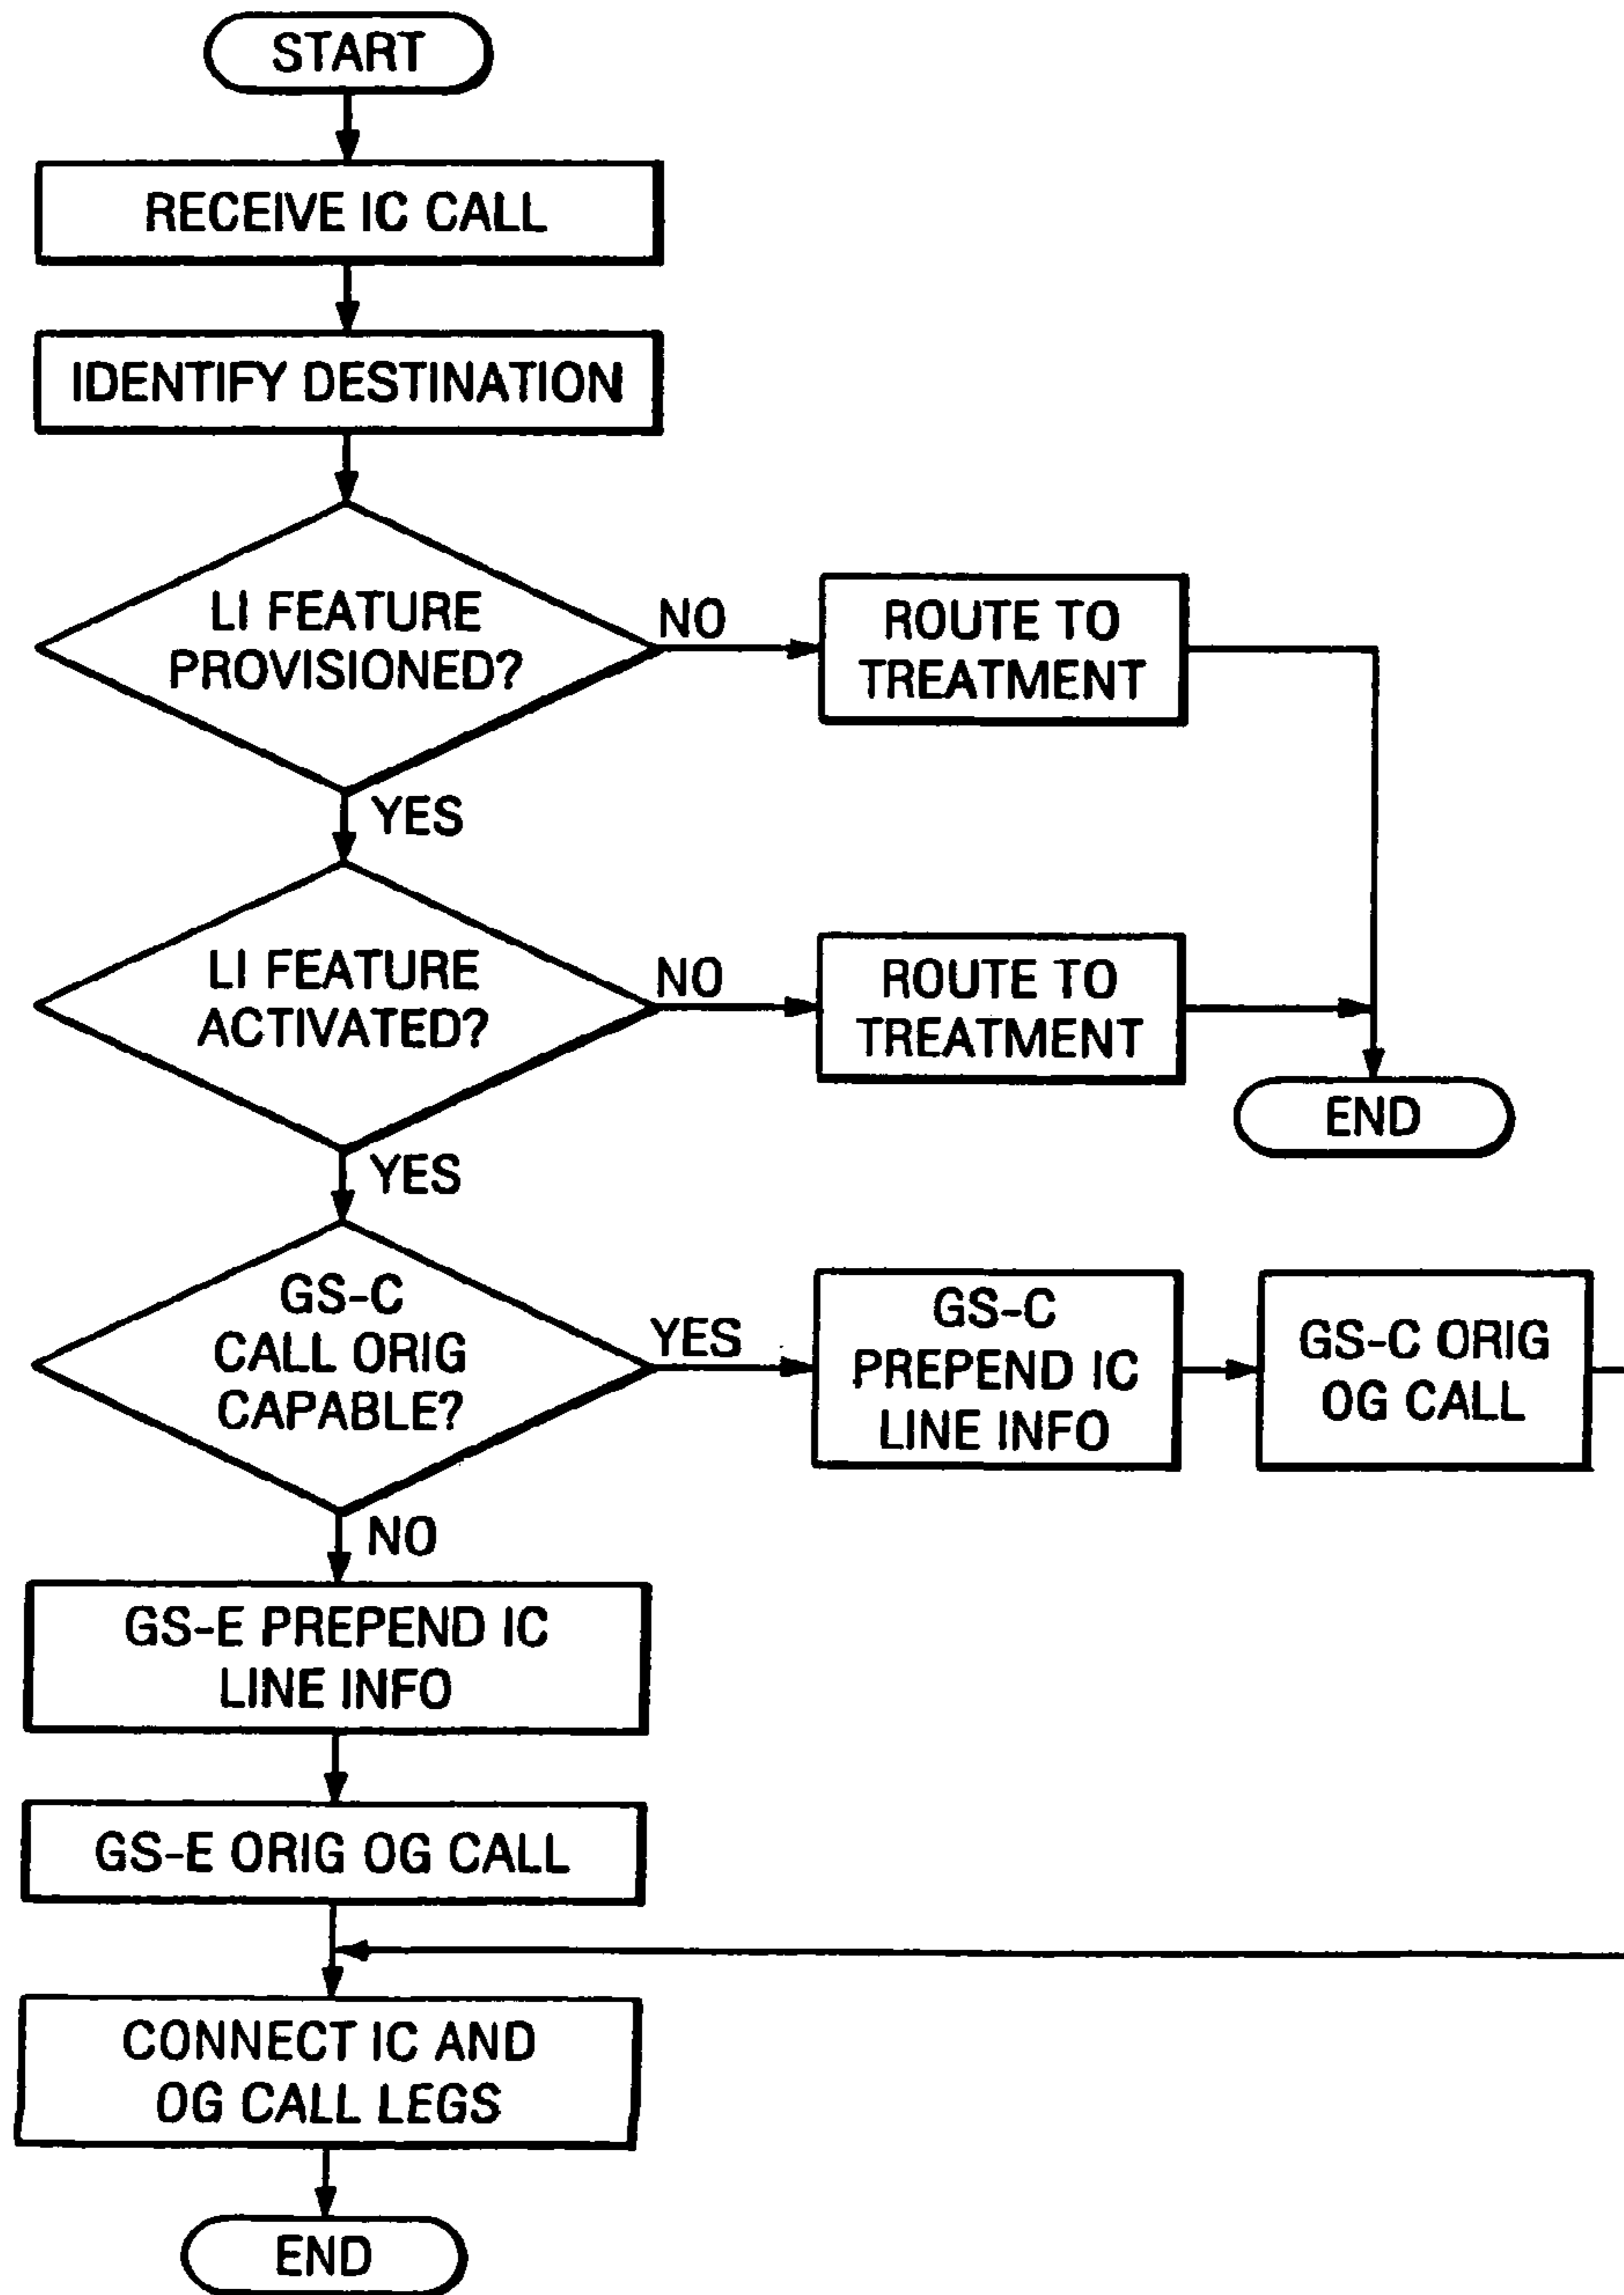 START
RECEIVE IC CALL
IDENTIFY DESTINATION
LI FEATURE
PROVISIONED?
NO
ROUTE TO
TREATMENT
YES
LI FEATURE
ACTIVATED?
NO
ROUTE TO
TREATMENT
END
YES
GS-C
CALL ORIG
CAPABLE?
YES
GS-C
PREPEND IC
LINE INFO
GS-C ORIG
OG CALL
NO
GS-E PREPEND IC
LINE INFO
GS-E ORIG OG CALL
CONNECT IC AND
OG CALL LEGS
END